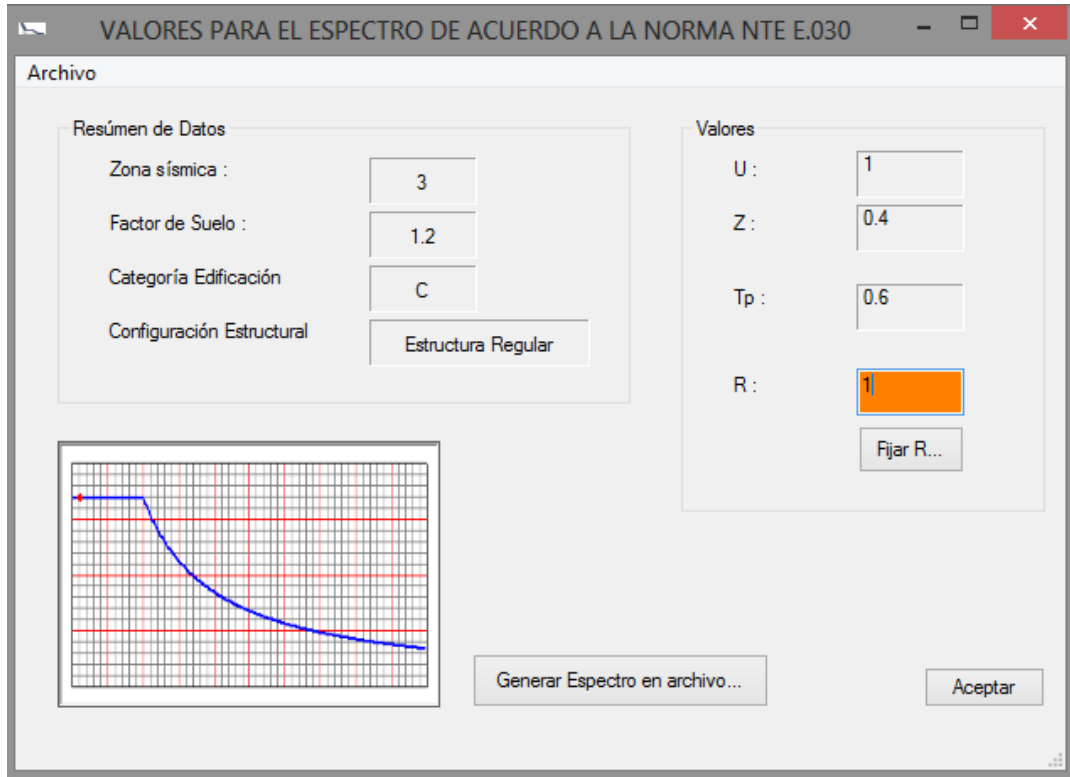 VALORES PARA EL ESPECTRO DE ACUERDO A LA NORMA NTE E.030
Archivo
Resúmen de Datos
Zona sísmica : 3
Factor de Suelo : 1.2
Categoría Edificación C
Configuración Estructural Estructura Regular
Valores
U : 1
Z : 0.4
Tp : 0.6
R : 1
Fijar R...
Generar Espectro en archivo...
Aceptar